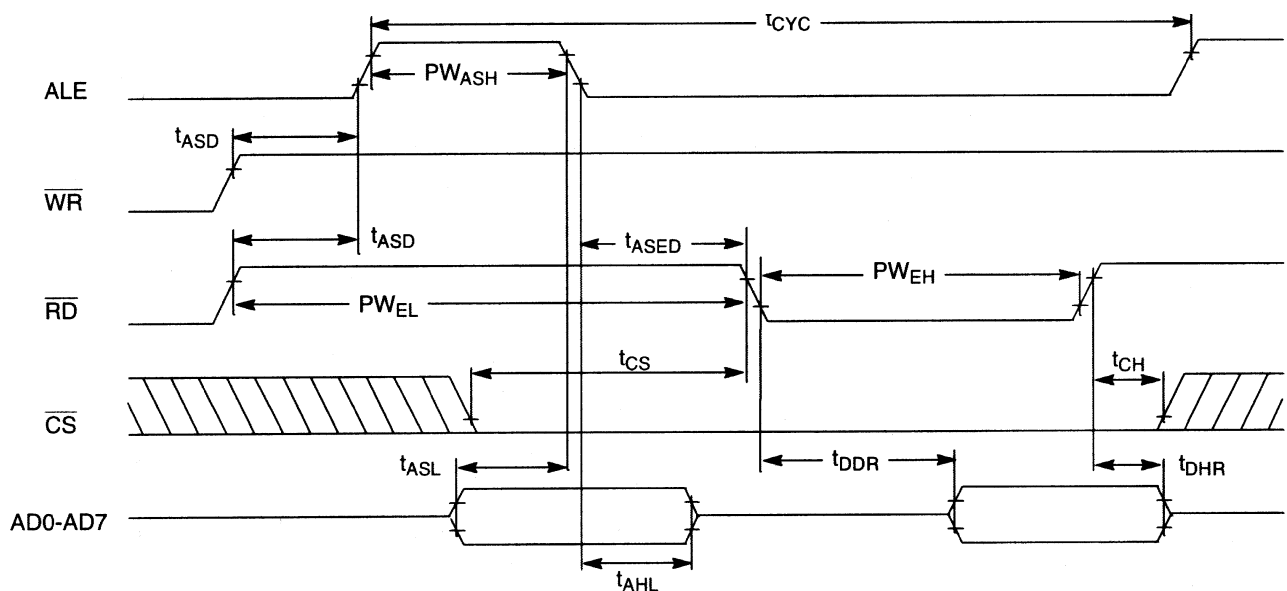 tCYC
ALE
PWASH
tASD
WR
tASD
tASED
RD
PWEL
PWEH
tCS
tCH
CS
tASL
tDDR
tDHR
AD0-AD7
tAHL